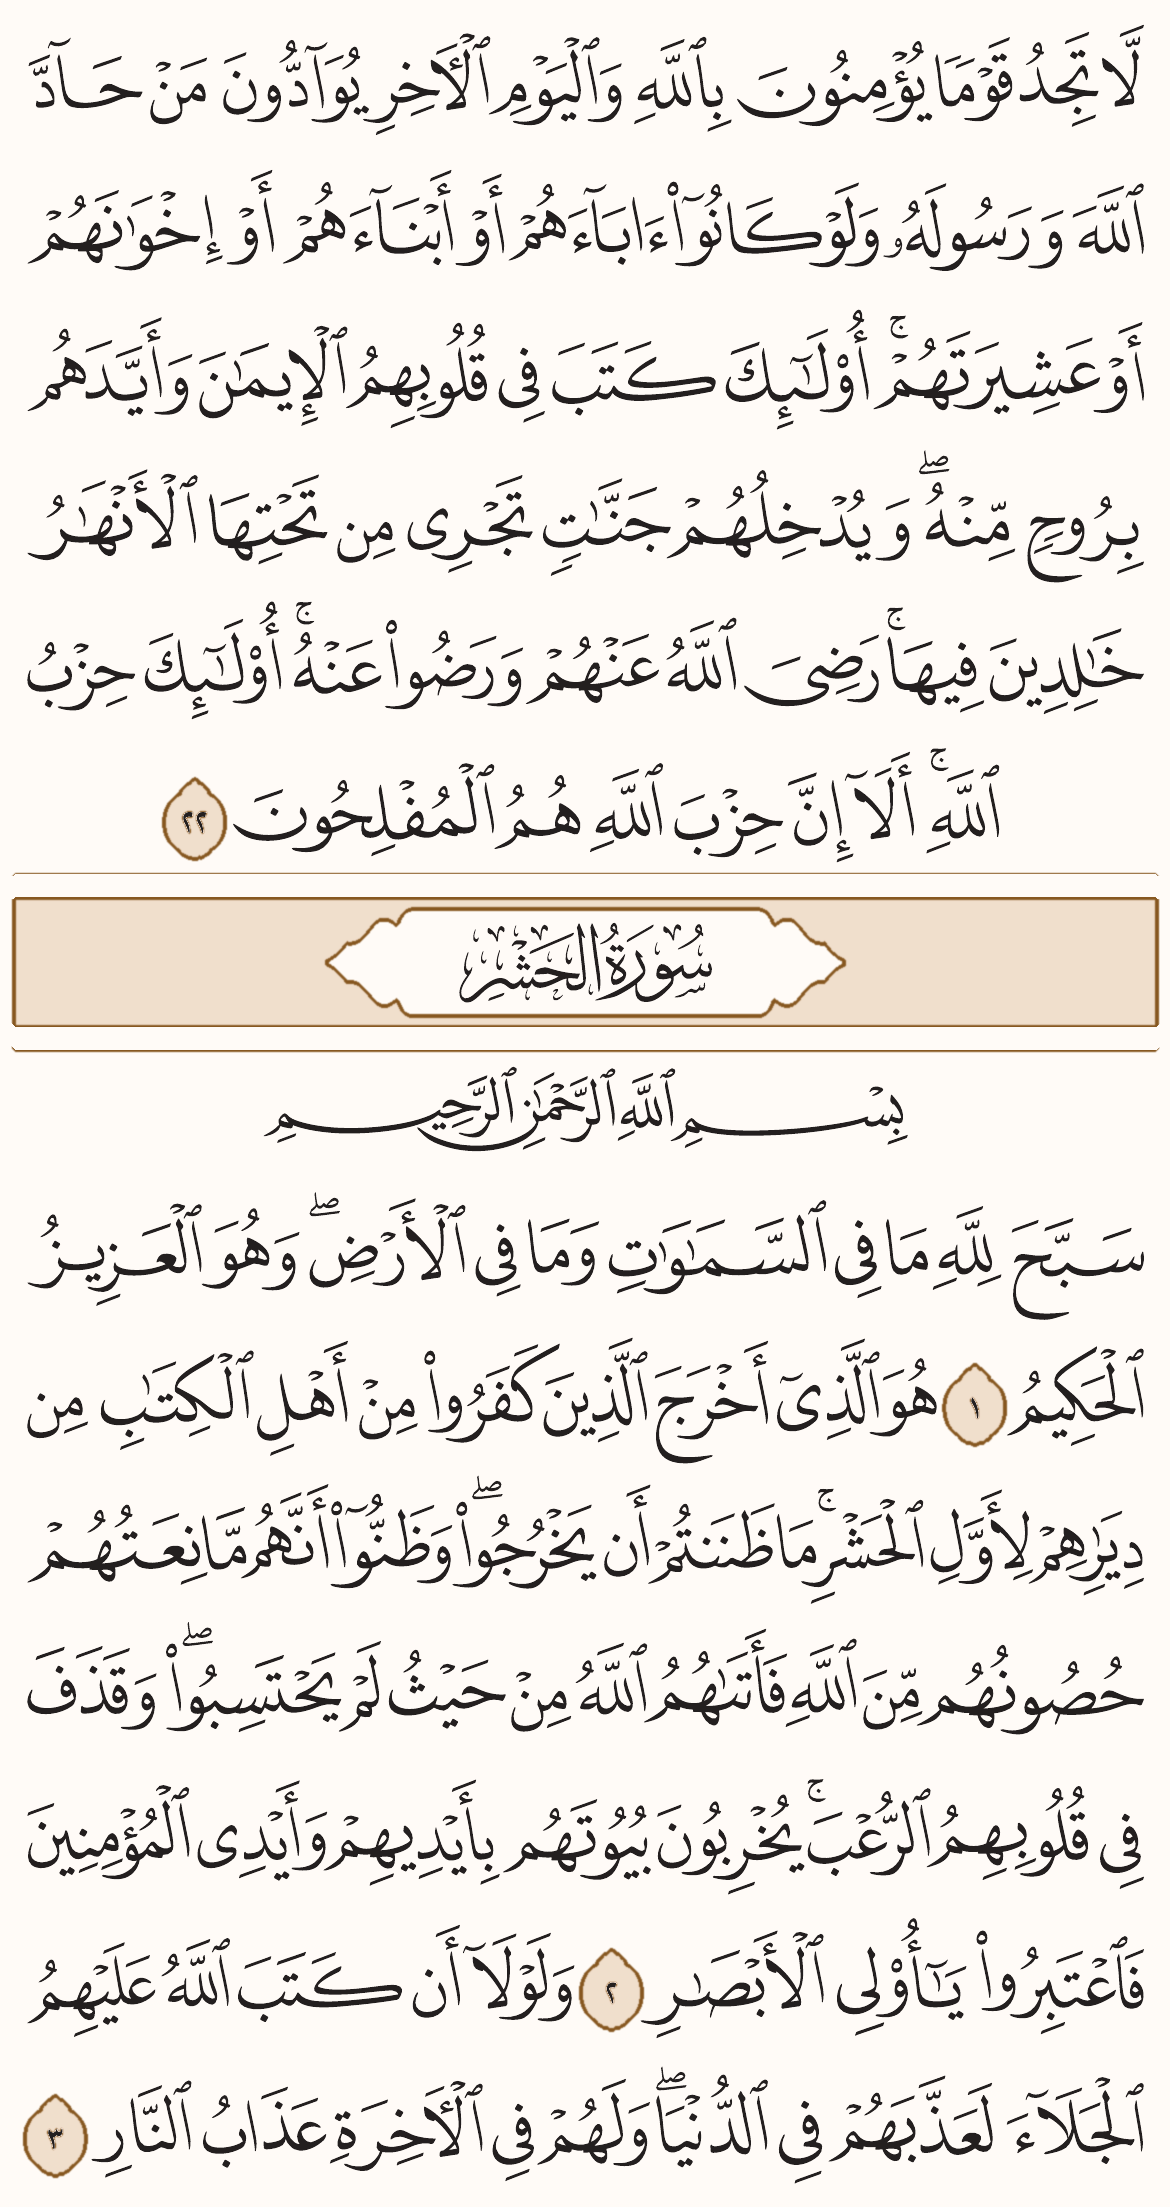 لَّا تَجِدُ قَوْمًا يُؤْمِنُونَ بِٱللَّهِ وَٱلْيَوْمِ ٱلْـَٔاخِرِ يُوَآدُّونَ مَنْ حَآدَّ
ٱللَّهَ وَرَسُولَهُۥ وَلَوْ كَانُوٓا۟ ءَابَآءَهُمْ أَوْ أَبْنَآءَهُمْ أَوْ إِخْوَٰنَهُمْ
أَوْ عَشِيرَتَهُمْ ۚ أُو۟لَـٰٓئِكَ كَتَبَ فِى قُلُوبِهِمُ ٱلْإِيمَـٰنَ وَأَيَّدَهُم
بِرُوحٍ مِّنْهُ ۖ وَيُدْخِلُهُمْ جَنَّـٰتٍ تَجْرِى مِن تَحْتِهَا ٱلْأَنْهَـٰرُ
خَـٰلِدِينَ فِيهَا ۚ رَضِىَ ٱللَّهُ عَنْهُمْ وَرَضُوا۟ عَنْهُ ۚ أُو۟لَـٰٓئِكَ حِزْبُ
ٱللَّهِ ۚ أَلَآ إِنَّ حِزْبَ ٱللَّهِ هُمُ ٱلْمُفْلِحُونَ ٢٢
سُورَةُ الْحَشْرِ
بِسْمِ ٱللَّهِ ٱلرَّحْمَـٰنِ ٱلرَّحِيمِ
سَبَّحَ لِلَّهِ مَا فِى ٱلسَّمَـٰوَٰتِ وَمَا فِى ٱلْأَرْضِ ۖ وَهُوَ ٱلْعَزِيزُ
ٱلْحَكِيمُ ١ هُوَ ٱلَّذِىٓ أَخْرَجَ ٱلَّذِينَ كَفَرُوا۟ مِنْ أَهْلِ ٱلْكِتَـٰبِ مِن
دِيَـٰرِهِمْ لِأَوَّلِ ٱلْحَشْرِ ۚ مَا ظَنَنتُمْ أَن يَخْرُجُوا۟ ۖ وَظَنُّوٓا۟ أَنَّهُم مَّانِعَتُهُمْ
حُصُونُهُم مِّنَ ٱللَّهِ فَأَتَىٰهُمُ ٱللَّهُ مِنْ حَيْثُ لَمْ يَحْتَسِبُوا۟ ۖ وَقَذَفَ
فِى قُلُوبِهِمُ ٱلرُّعْبَ ۚ يُخْرِبُونَ بُيُوتَهُم بِأَيْدِيهِمْ وَأَيْدِى ٱلْمُؤْمِنِينَ
فَٱعْتَبِرُوا۟ يَـٰٓأُو۟لِى ٱلْأَبْصَـٰرِ ٢ وَلَوْلَآ أَن كَتَبَ ٱللَّهُ عَلَيْهِمُ
ٱلْجَلَآءَ لَعَذَّبَهُمْ فِى ٱلدُّنْيَا ۖ وَلَهُمْ فِى ٱلْـَٔاخِرَةِ عَذَابُ ٱلنَّارِ ٣